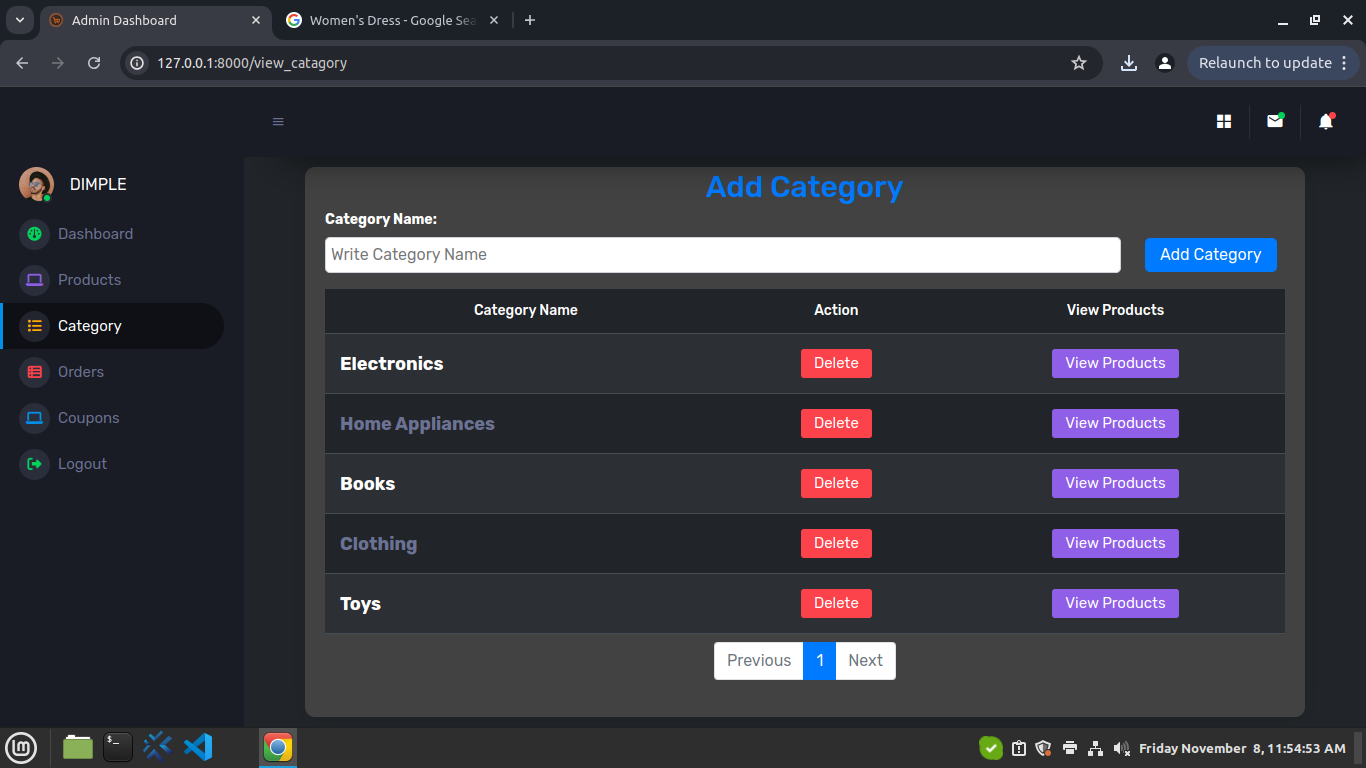 Admin Dashboard
Women's Dress - Google Sea
127.0.0.1:8000/view_catagory
Relaunch to update
DIMPLE
Dashboard
Products
Category
Orders
Coupons
Logout
Add Category
Category Name:
Write Category Name
Add Category
Category Name Action View Products
Electronics Delete View Products
Home Appliances Delete View Products
Books Delete View Products
Clothing Delete View Products
Toys Delete View Products
Previous 1 Next
$_
Friday November 8, 11:54:53 AM